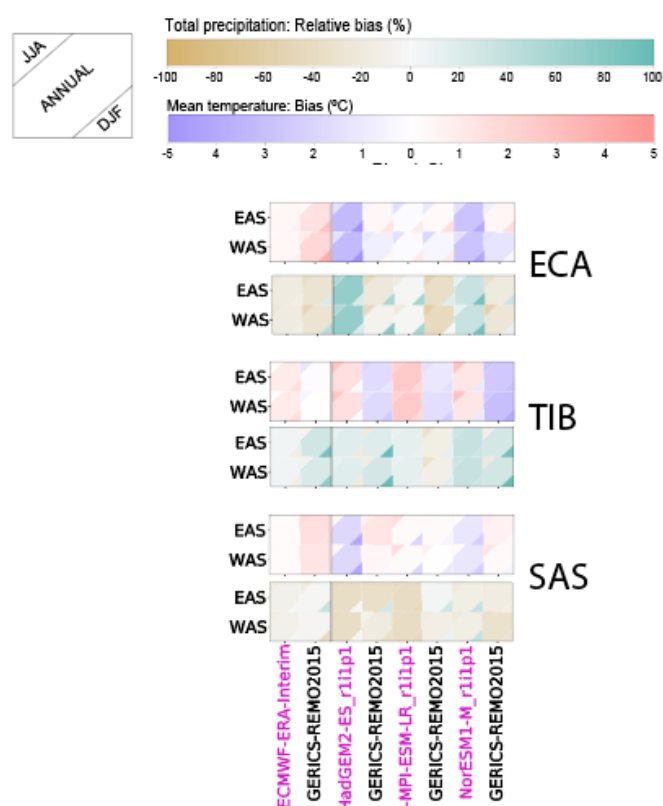 JJA
ANNUAL
DJF
Total precipitation: Relative bias (%)
-100 -80 -60 -40 -20 0 20 40 60 80 100
Mean temperature: Bias (ºC)
-5 4 3 2 1 0 1 2 3 4 5
EAS
WAS
ECA
EAS
WAS
EAS
WAS
TIB
EAS
WAS
EAS
WAS
SAS
EAS
WAS
ECMWF-ERA-Interim
GERICS-REMO2015
HadGEM2-ES_r1i1p1
GERICS-REMO2015
-MPI-ESM-LR_r1i1p1
GERICS-REMO2015
NorESM1-M_r1i1p1
GERICS-REMO2015